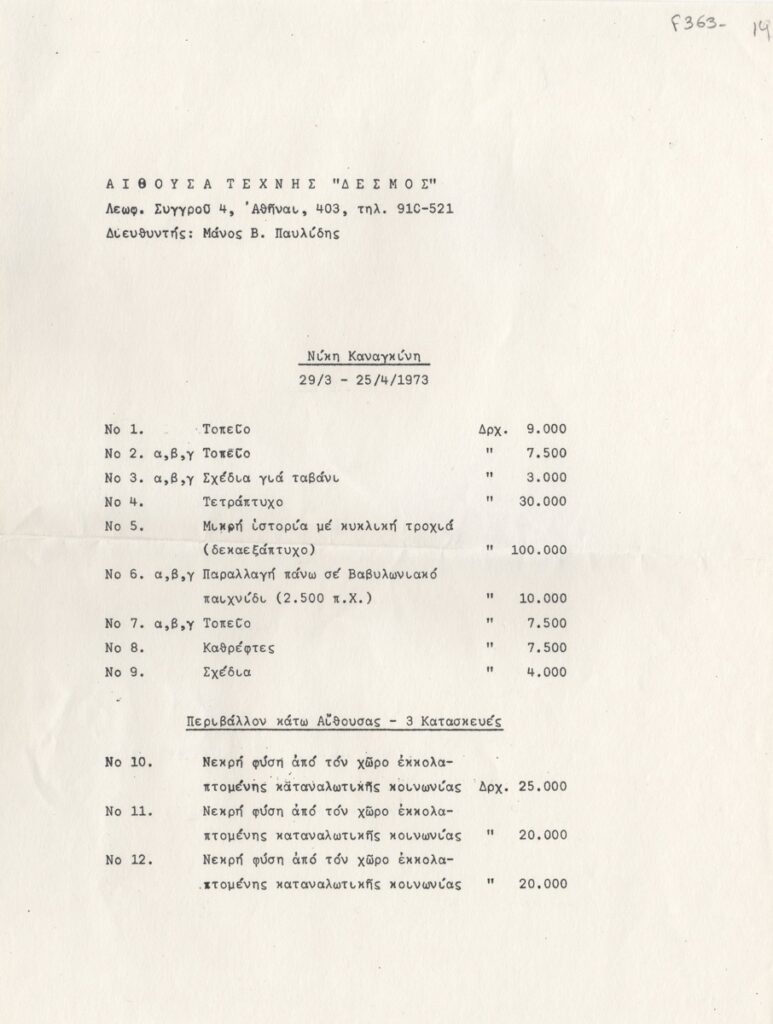 F363- 14
ΑΙΘΟΥΣΑ ΤΕΧΝΗΣ "ΔΕΣΜΟΣ"
Λεωφ. Συγγροῦ 4, Ἀθῆναι, 403, τηλ. 910-521
Διευθυντής: Μάνος Β. Παυλίδης
Νίκη Καναγκίνη
29/3 - 25/4/1973
Νο 1. Τοπεῖο Δρχ. 9.000
Νο 2. α,β,γ Τοπεῖο " 7.500
Νο 3. α,β,γ Σχέδια γιά ταβάνι " 3.000
Νο 4. Τετράπτυχο " 30.000
Νο 5. Μικρή ἱστορία μέ κυκλική τροχιά
(δεκαεξάπτυχο) " 100.000
Νο 6. α,β,γ Παραλλαγή πάνω σέ Βαβυλωνιακό
παιχνίδι (2.500 π.Χ.) " 10.000
Νο 7. α,β,γ Τοπεῖο " 7.500
Νο 8. Καθρέφτες " 7.500
Νο 9. Σχέδια " 4.000
Περιβάλλον κάτω Αἴθουσας - 3 Κατασκευές
Νο 10. Νεκρή φύση ἀπό τόν χῶρο ἐκκολα-
πτομένης καταναλωτικῆς κοινωνίας Δρχ. 25.000
Νο 11. Νεκρή φύση ἀπό τόν χῶρο ἐκκολα-
πτομένης καταναλωτικῆς κοινωνίας " 20.000
Νο 12. Νεκρή φύση ἀπό τόν χῶρο ἐκκολα-
πτομένης καταναλωτικῆς κοινωνίας " 20.000